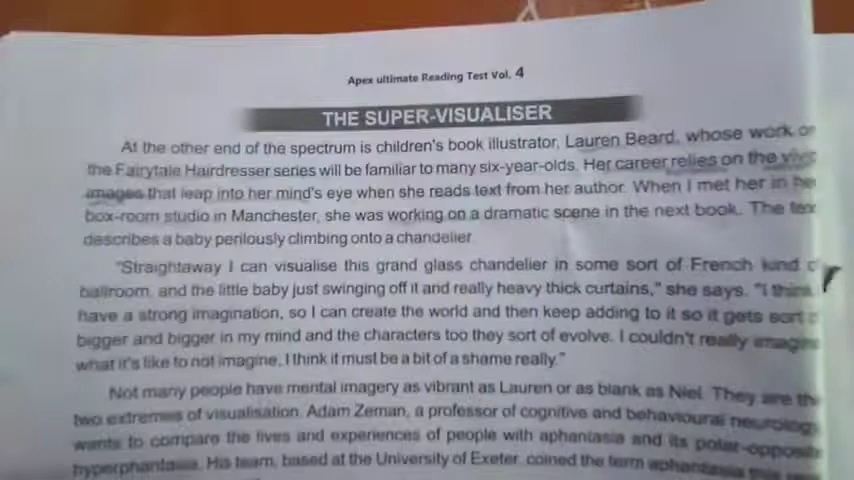 Apex ultimate Reading Test Vol. 4
THE SUPER-VISUALISER
At the other end of the spectrum is children's book illustrator, Lauren Beard, whose work on
the Fairytale Hairdresser series will be familiar to many six-year-olds. Her career relies on the
images that leap into her mind's eye when she reads text from her author. When I met her in
box-room studio in Manchester, she was working on a dramatic scene in the next book. The
describes a baby perilously climbing onto a chandelier.
"Straightaway I can visualise this grand glass chandelier in some sort of French kind
ballroom, and the little baby just swinging off it and really heavy thick curtains," she says. "I think
have a strong imagination, so I can create the world and then keep adding to it so it gets sort
bigger and bigger in my mind and the characters too they sort of evolve. I couldn't really imagine
what it's like to not imagine, I think it must be a bit of a shame really."
Not many people have mental imagery as vibrant as Lauren or as blank as Niel. They are the
two extremes of visualisation. Adam Zeman, a professor of cognitive and behavioural neurology,
wants to compare the lives and experiences of people with aphantasia and its polar-opposite
hyperphantasia. His team, based at the University of Exeter, coined the term aphantasia this